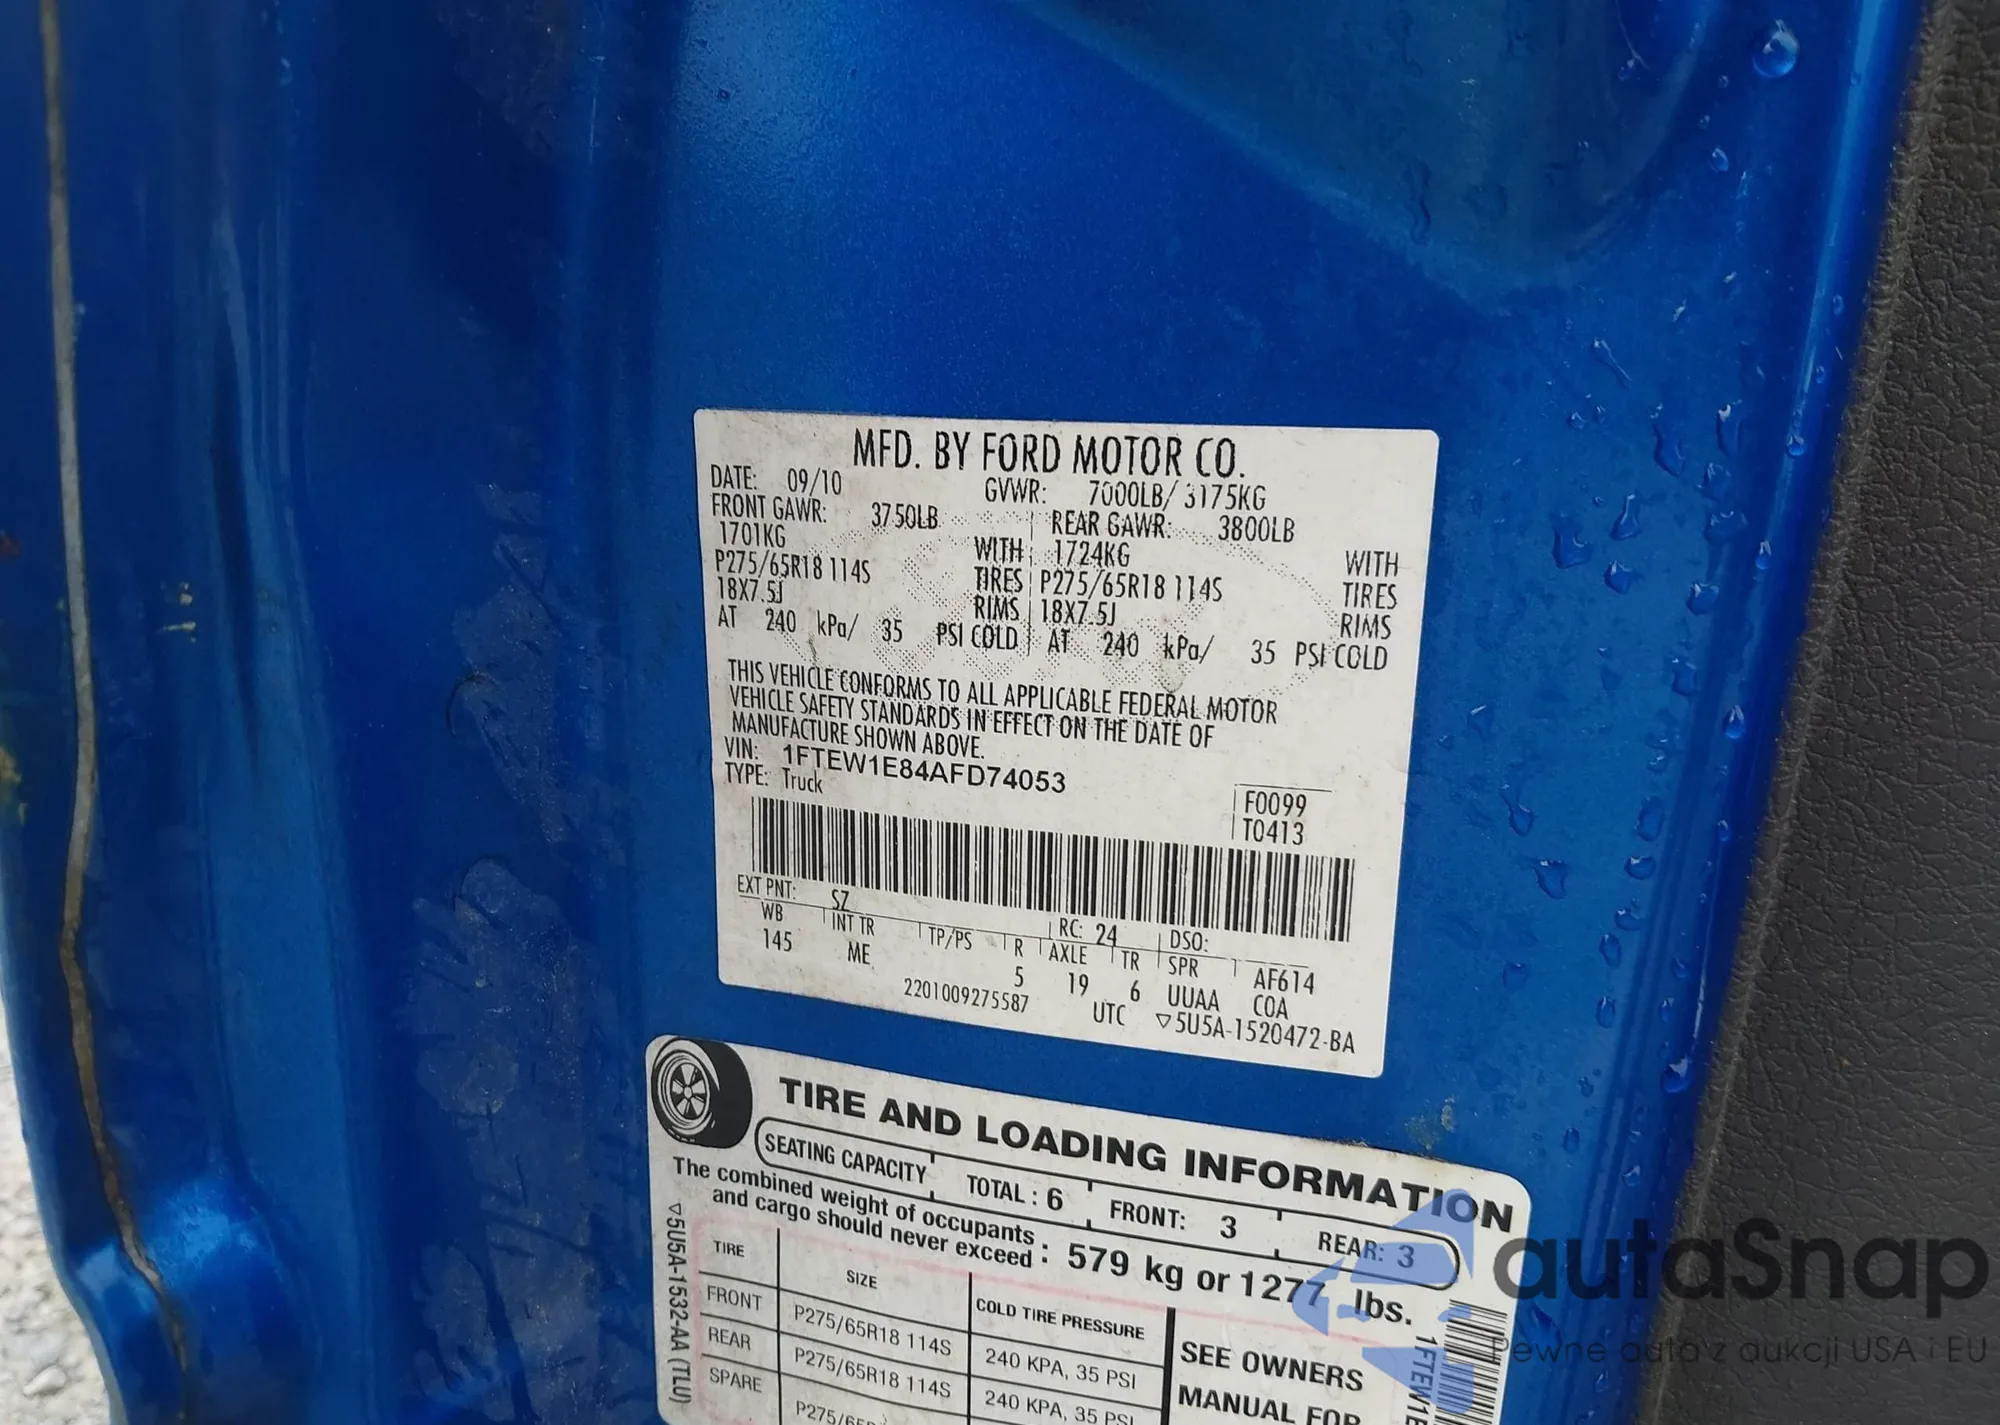 MFD. BY FORD MOTOR CO.
DATE: 09/10 GVWR: 7000LB/ 3175KG
FRONT GAWR: 3750LB REAR GAWR: 3800LB
1701KG WITH 1724KG WITH
P275/65R18 114S TIRES P275/65R18 114S TIRES
18X7.5J RIMS 18X7.5J RIMS
AT 240 kPa/ 35 PSI COLD AT 240 kPa/ 35 PSI COLD
THIS VEHICLE CONFORMS TO ALL APPLICABLE FEDERAL MOTOR
VEHICLE SAFETY STANDARDS IN EFFECT ON THE DATE OF
MANUFACTURE SHOWN ABOVE.
VIN: 1FTEW1E84AFD74053
TYPE: Truck
F0099
T0413
EXT PNT: SZ RC: 24 DSO:
WB INT TR TP/PS R AXLE TR SPR AF614
145 ME 5 19 6 UUAA COA
2201009275587 UTC ▽5U5A-1520472-BA
TIRE AND LOADING INFORMATION
SEATING CAPACITY TOTAL : 6 FRONT: 3 REAR: 3
The combined weight of occupants
and cargo should never exceed : 579 kg or 1277 lbs.
TIRE SIZE COLD TIRE PRESSURE
FRONT P275/65R18 114S 240 KPA, 35 PSI
REAR P275/65R18 114S 240 KPA, 35 PSI
SPARE
SEE OWNERS
MANUAL FOR
▽5U5A-1532-AA (TLU)
1FTEW1E
autaSnap
Pewne auta z aukcji USA i EU